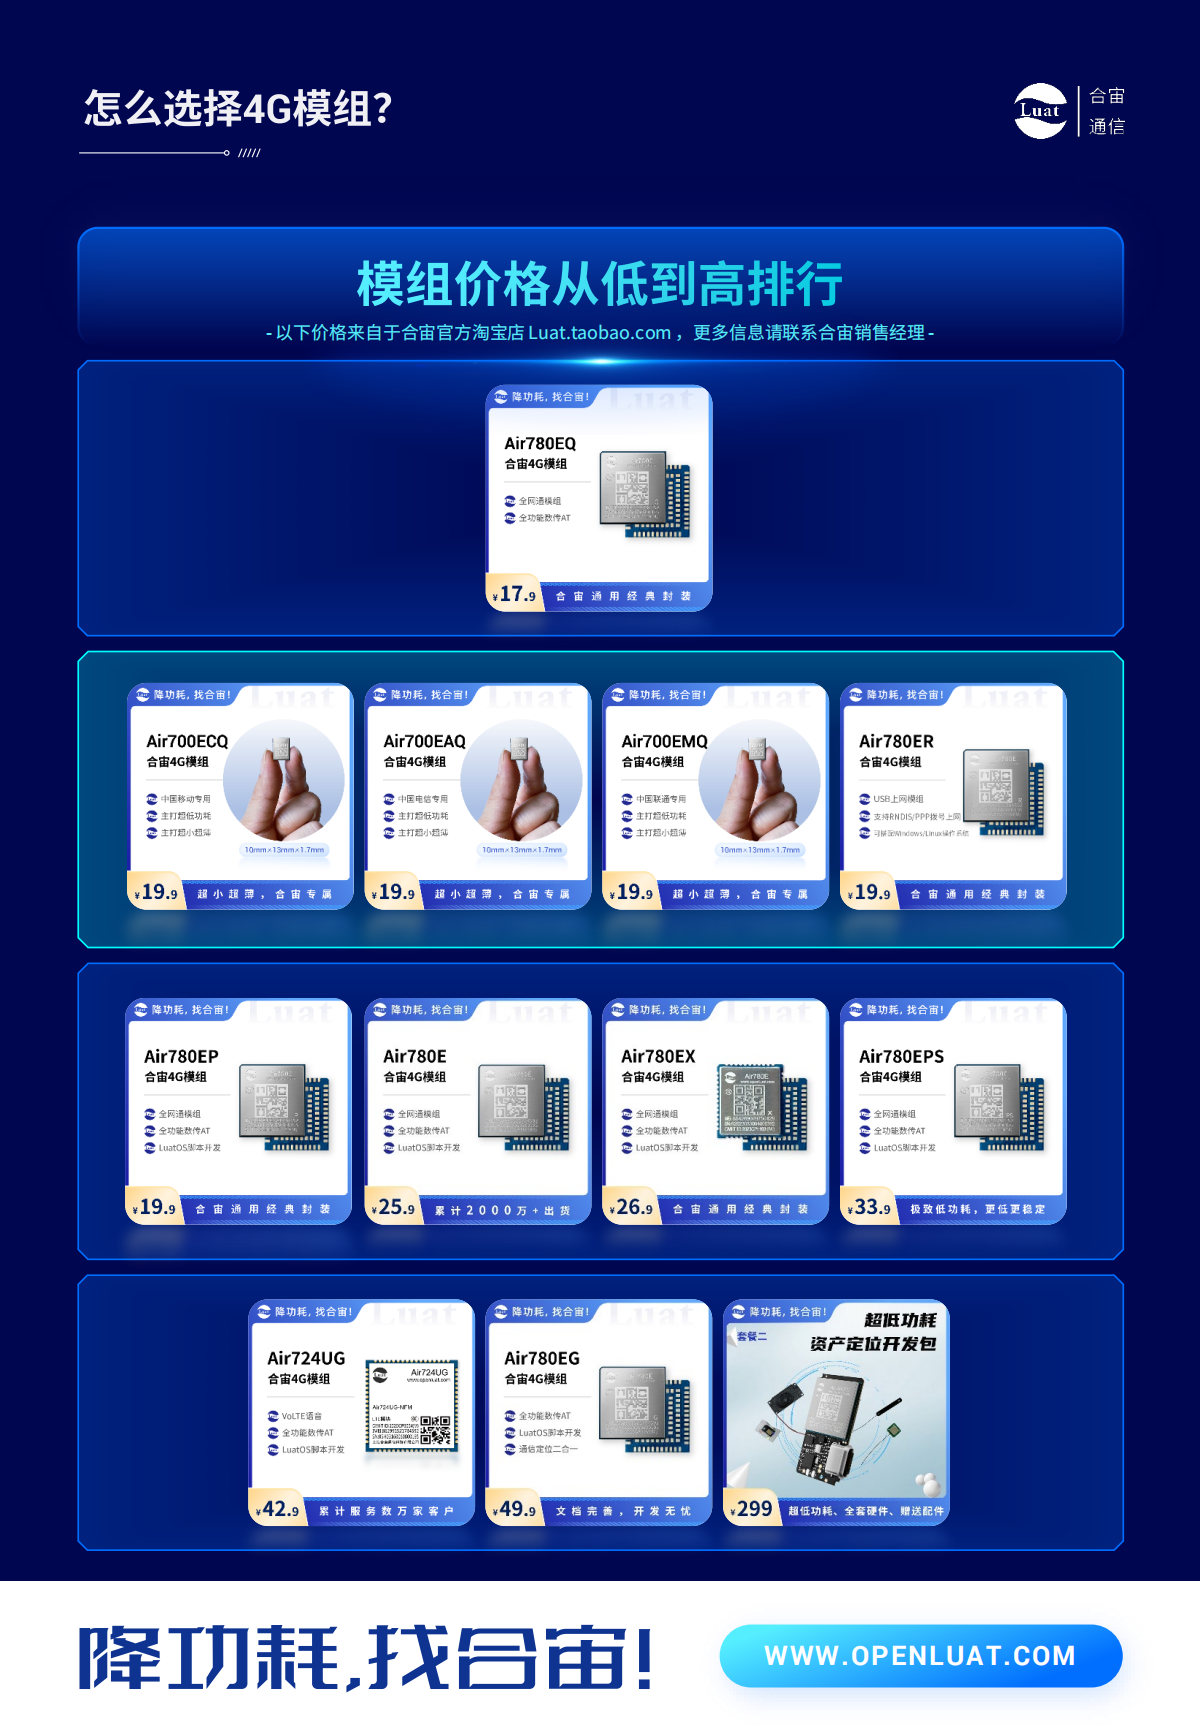 怎么选择4G模组?
Luat
合宙
通信
模组价格从低到高排行
-以下价格来自于合宙官方淘宝店 Luat.taobao.com ，更多信息请联系合宙销售经理-
降功耗, 找合宙!
Luat
Air780EQ
合宙4G模组
全网通模组
全功能数传AT
¥17.9
合宙通用经典封装
降功耗, 找合宙!
Luat
Air700ECQ
合宙4G模组
中国移动专用
主打超低功耗
主打超小超薄
10mm×13mm×1.7mm
¥19.9
超小超薄，合宙专属
降功耗, 找合宙!
Luat
Air700EAQ
合宙4G模组
中国电信专用
主打超低功耗
主打超小超薄
10mm×13mm×1.7mm
¥19.9
超小超薄，合宙专属
降功耗, 找合宙!
Luat
Air700EMQ
合宙4G模组
中国联通专用
主打超低功耗
主打超小超薄
10mm×13mm×1.7mm
¥19.9
超小超薄，合宙专属
降功耗, 找合宙!
Luat
Air780ER
合宙4G模组
USB上网模组
支持RNDIS/PPP拨号上网
可搭配Windows/Linux操作系统
¥19.9
合宙通用经典封装
降功耗, 找合宙!
Luat
Air780EP
合宙4G模组
全网通模组
全功能数传AT
LuatOS脚本开发
¥19.9
合宙通用经典封装
降功耗, 找合宙!
Luat
Air780E
合宙4G模组
全网通模组
全功能数传AT
LuatOS脚本开发
¥25.9
累计2000万+出货
降功耗, 找合宙!
Luat
Air780EX
合宙4G模组
全网通模组
全功能数传AT
LuatOS脚本开发
Air780E
¥26.9
合宙通用经典封装
降功耗, 找合宙!
Luat
Air780EPS
合宙4G模组
全网通模组
全功能数传AT
LuatOS脚本开发
¥33.9
极致低功耗，更低更稳定
降功耗, 找合宙!
Luat
Air724UG
合宙4G模组
VoLTE语音
全功能数传AT
LuatOS脚本开发
Air724UG
www.openluat.com
Air724UG-NFM
¥42.9
累计服务数万家客户
降功耗, 找合宙!
Luat
Air780EG
合宙4G模组
全功能数传AT
LuatOS脚本开发
通信定位二合一
¥49.9
文档完善，开发无忧
降功耗, 找合宙!
套餐二
超低功耗
资产定位开发包
¥299
超低功耗、全套硬件、赠送配件
降功耗,找合宙!
WWW.OPENLUAT.COM